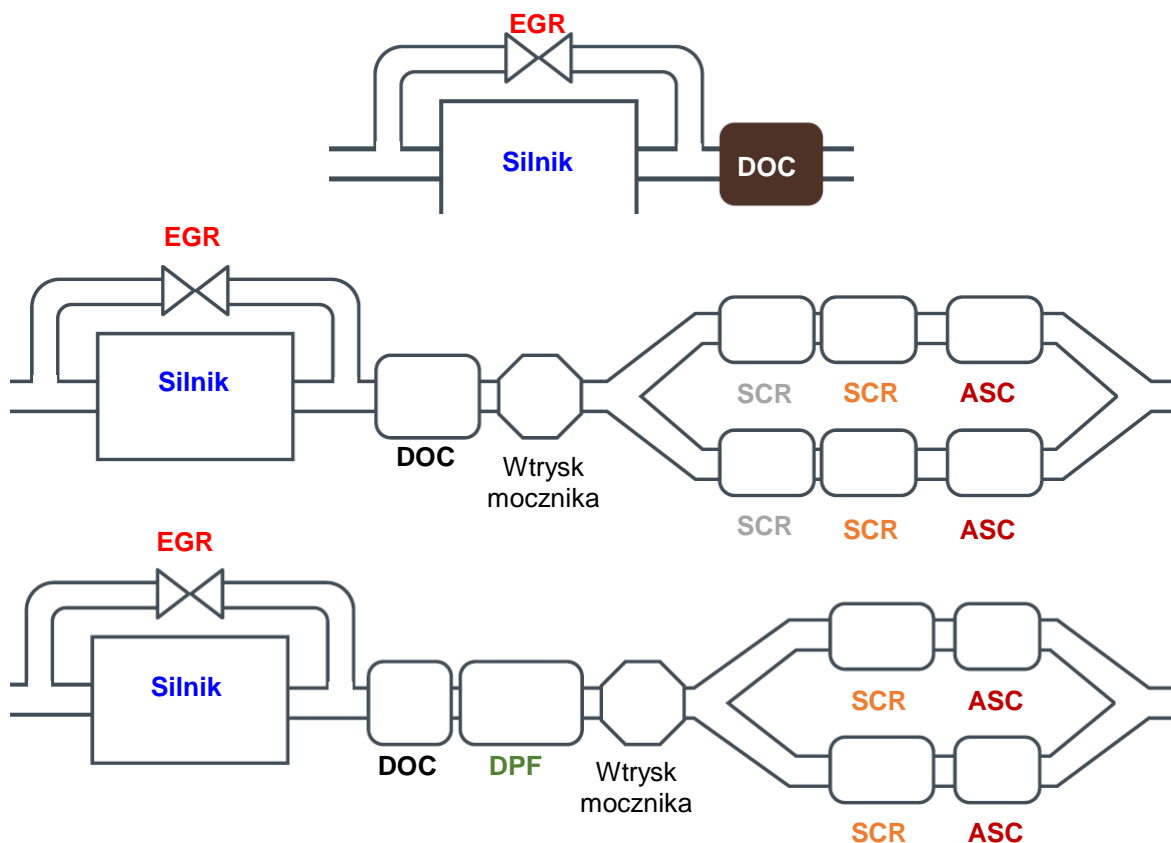 EGR
Silnik
DOC
EGR
Silnik
SCR
SCR
ASC
DOC
Wtrysk
mocznika
SCR
SCR
ASC
EGR
Silnik
SCR
ASC
DOC
DPF
Wtrysk
mocznika
SCR
ASC